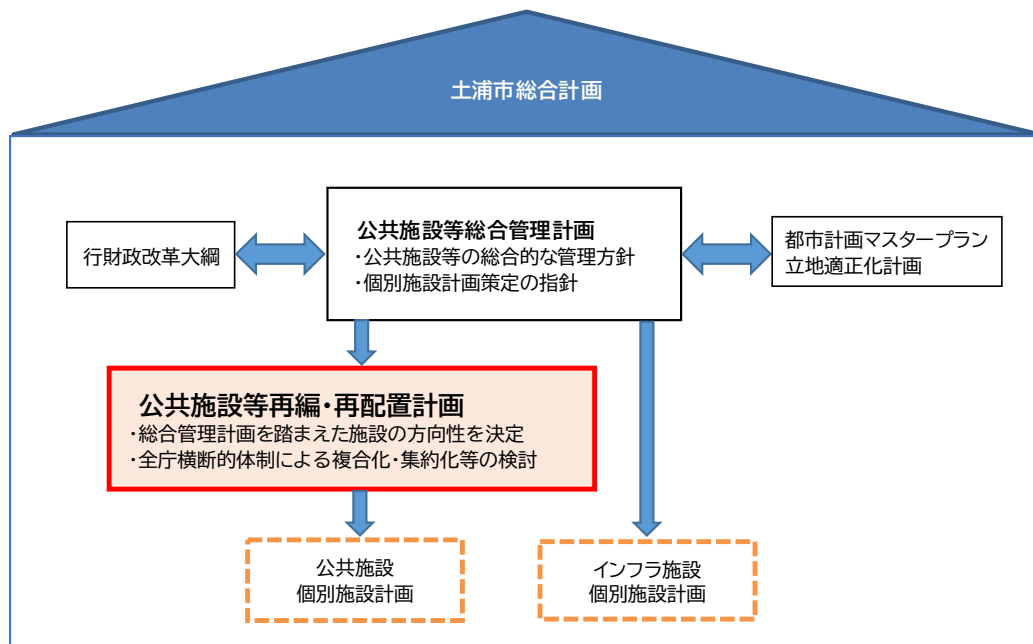 土浦市総合計画
行財政改革大綱
公共施設等総合管理計画
・公共施設等の総合的な管理方針
・個別施設計画策定の指針
都市計画マスタープラン
立地適正化計画
公共施設等再編・再配置計画
・総合管理計画を踏まえた施設の方向性を決定
・全庁横断的体制による複合化・集約化等の検討
公共施設
個別施設計画
インフラ施設
個別施設計画